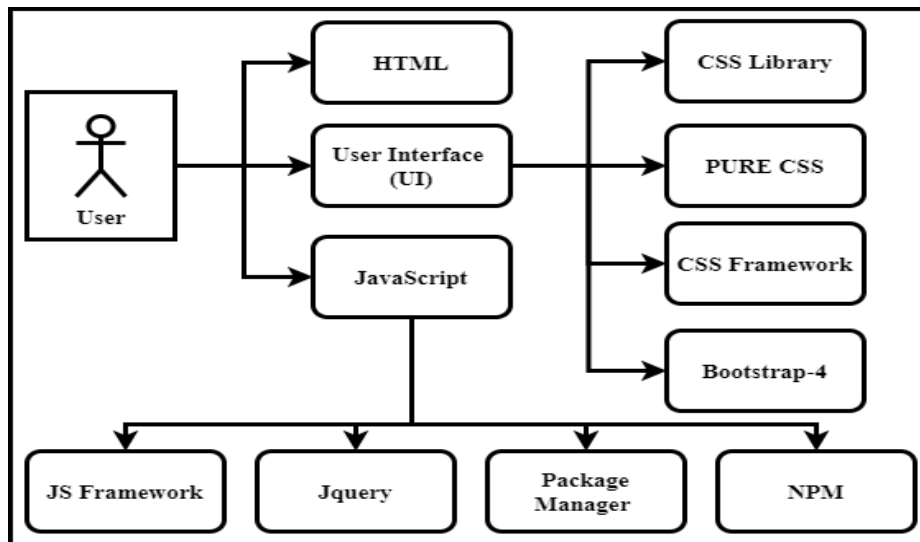 HTML
CSS Library
User
User Interface
(UI)
PURE CSS
JavaScript
CSS Framework
Bootstrap-4
JS Framework
Jquery
Package
Manager
NPM